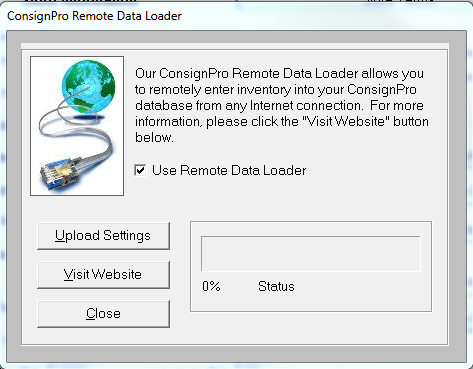 ConsignPro Remote Data Loader
Our ConsignPro Remote Data Loader allows you
to remotely enter inventory into your ConsignPro
database from any Internet connection. For more
information, please click the "Visit Website" button
below.
Use Remote Data Loader
Upload Settings
Visit Website
0% Status
Close